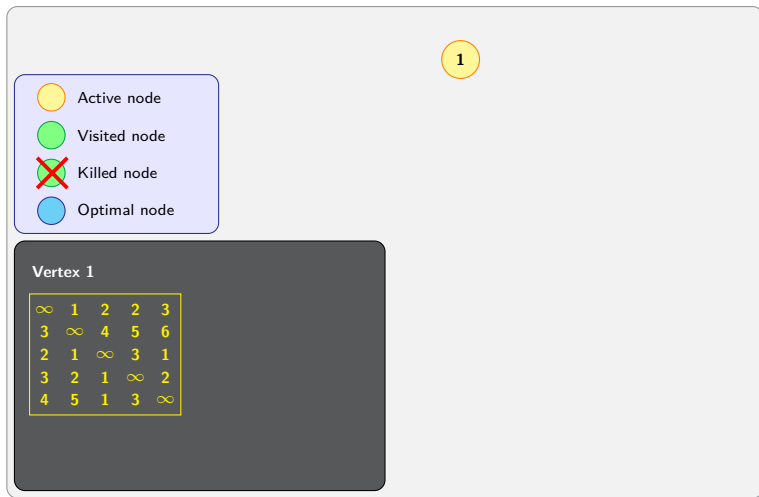 1
Active node
Visited node
Killed node
Optimal node
Vertex 1
∞ 1 2 2 3
3 ∞ 4 5 6
2 1 ∞ 3 1
3 2 1 ∞ 2
4 5 1 3 ∞